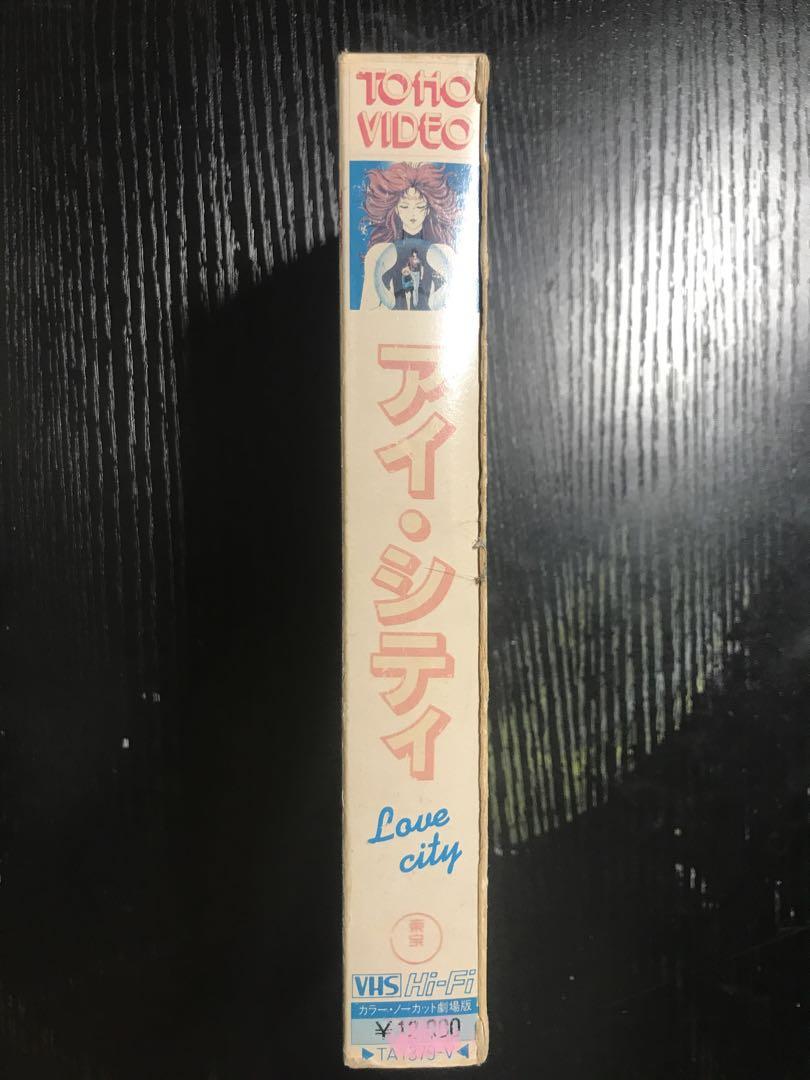 TOHO
VIDEO
アイ・シティ
Love
city
東宝
VHS Hi-Fi
カラー・ノーカット劇場版
▶TA1379-V◀